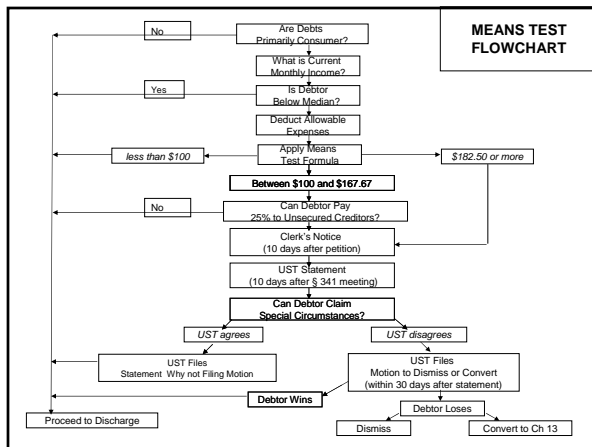 MEANS TEST
FLOWCHART
Are Debts
Primarily Consumer?
No
What is Current
Monthly Income?
Is Debtor
Below Median?
Yes
Deduct Allowable
Expenses
Apply Means
Test Formula
less than $100
$182.50 or more
Between $100 and $167.67
Can Debtor Pay
25% to Unsecured Creditors?
No
Clerk's Notice
(10 days after petition)
UST Statement
(10 days after § 341 meeting)
Can Debtor Claim
Special Circumstances?
UST agrees
UST disagrees
UST Files
Statement Why not Filing Motion
UST Files
Motion to Dismiss or Convert
(within 30 days after statement)
Debtor Wins
Debtor Loses
Proceed to Discharge
Dismiss
Convert to Ch 13